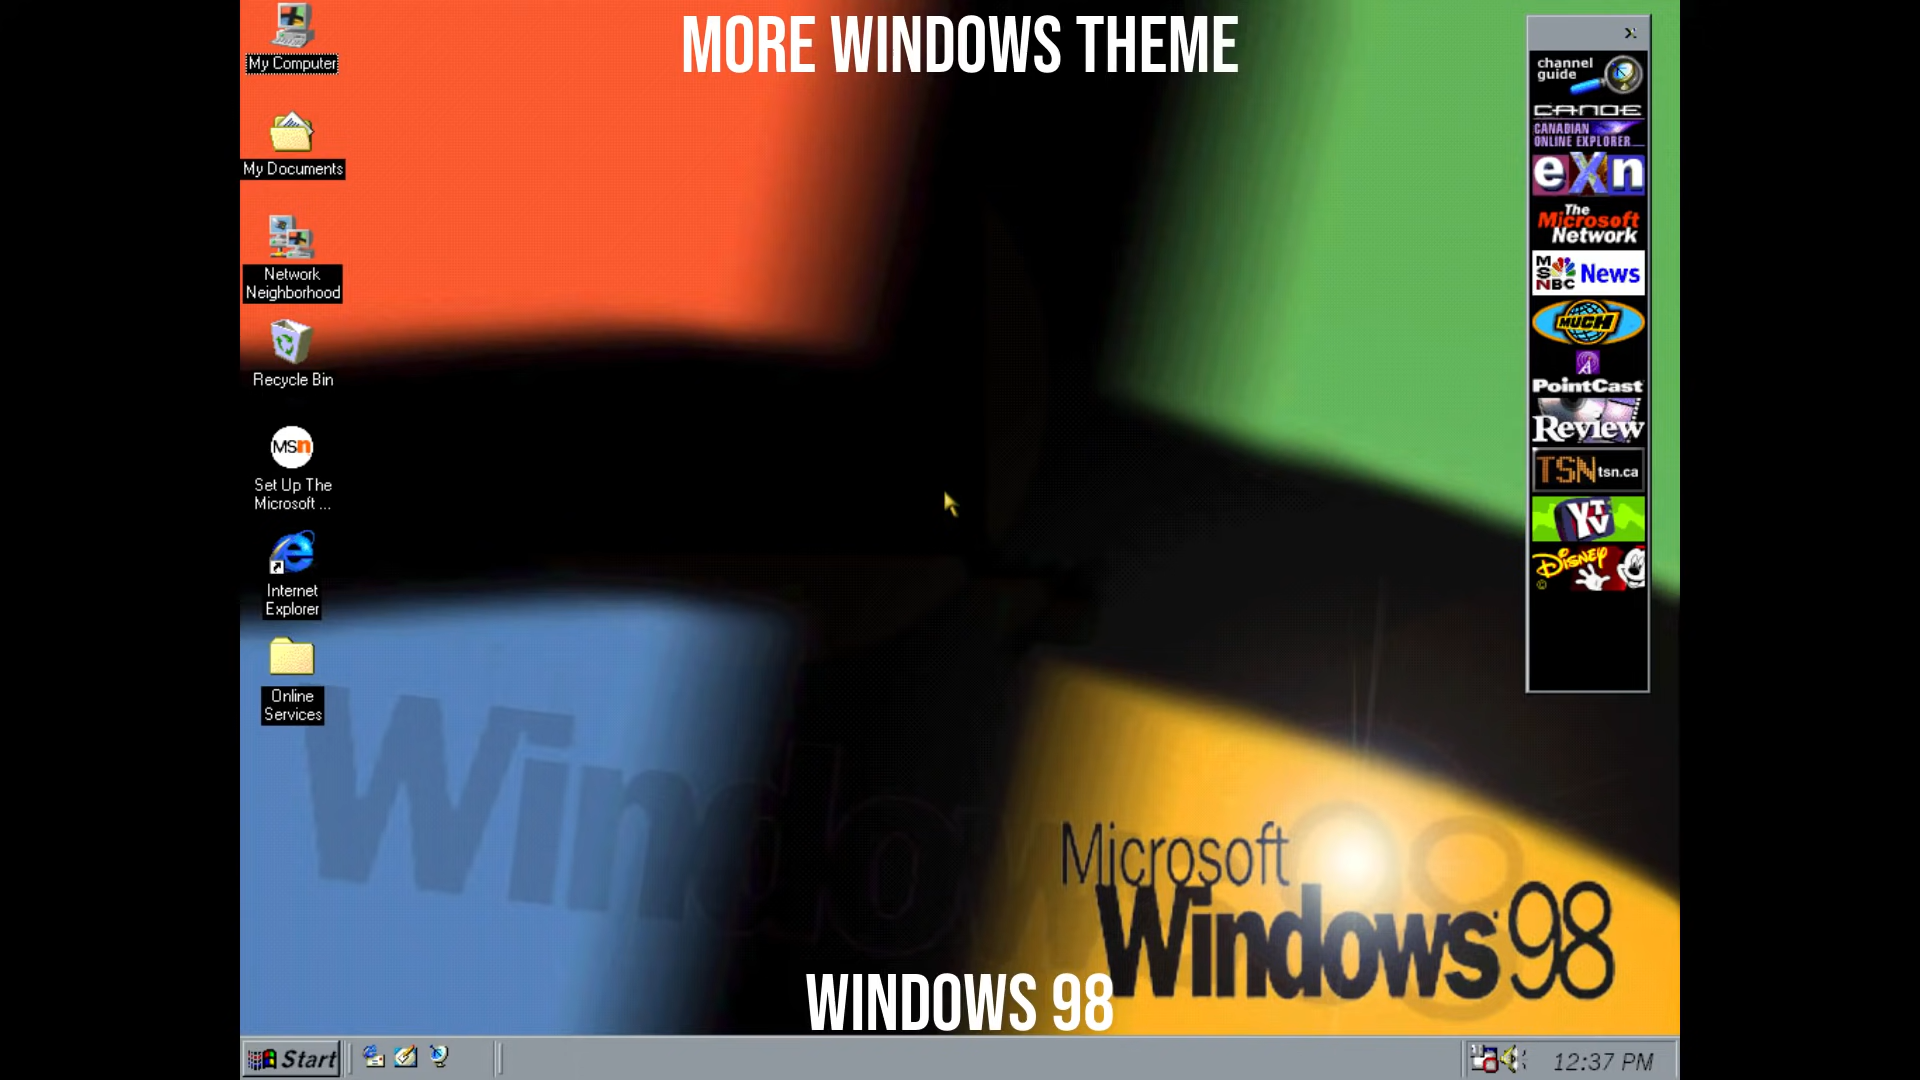 MORE WINDOWS THEME
My Computer
My Documents
Network
Neighborhood
Recycle Bin
MSn
Set Up The
Microsoft ...
Internet
Explorer
Online
Services
channel
guide
CANOE
CANADIAN
ONLINE EXPLORER
eXn
The
Microsoft
Network
MSNBC News
MUCH
PointCast
Review
TSN tsn.ca
YTV
DISNEY
Windows 98
Microsoft
Windows 98
WINDOWS 98
Start
12:37 PM